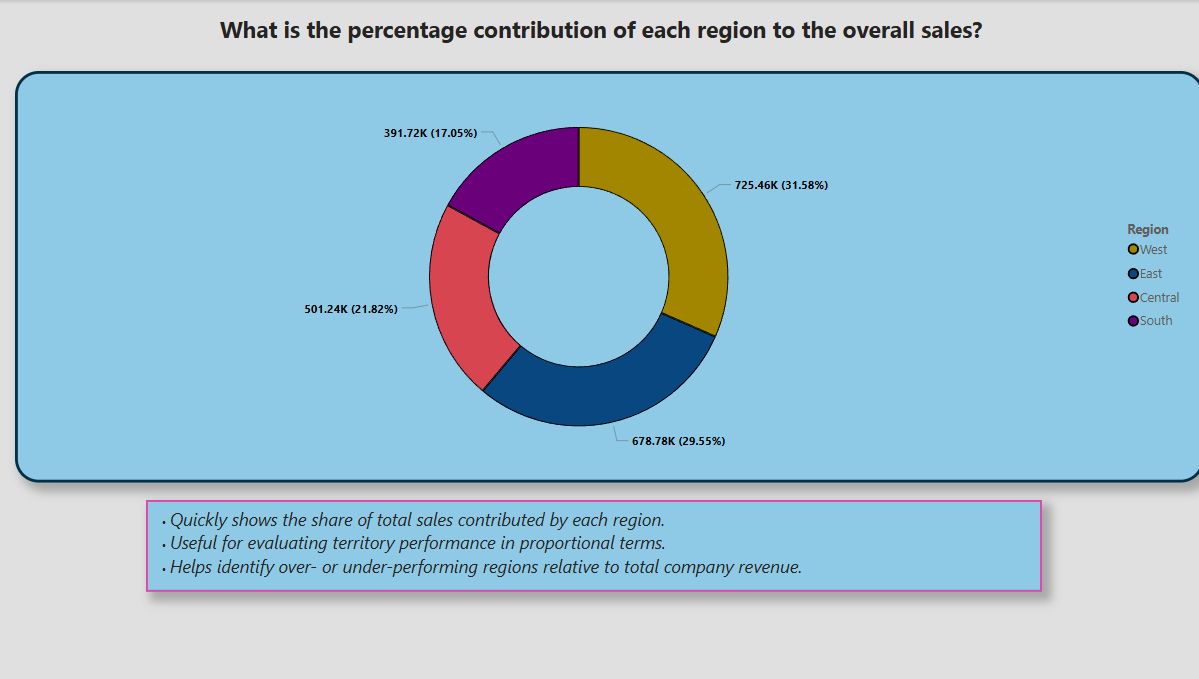 What is the percentage contribution of each region to the overall sales?
391.72K (17.05%)
725.46K (31.58%)
Region
West
East
Central
501.24K (21.82%)
South
678.78K (29.55%)
• Quickly shows the share of total sales contributed by each region.
• Useful for evaluating territory performance in proportional terms.
• Helps identify over- or under-performing regions relative to total company revenue.